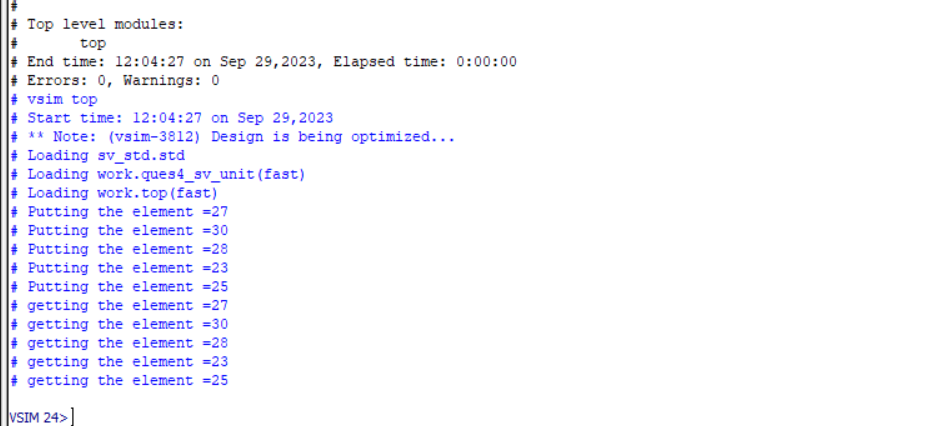 #
# Top level modules:
#       top
# End time: 12:04:27 on Sep 29,2023, Elapsed time: 0:00:00
# Errors: 0, Warnings: 0
# vsim top
# Start time: 12:04:27 on Sep 29,2023
# ** Note: (vsim-3812) Design is being optimized...
# Loading sv_std.std
# Loading work.ques4_sv_unit(fast)
# Loading work.top(fast)
# Putting the element =27
# Putting the element =30
# Putting the element =28
# Putting the element =23
# Putting the element =25
# getting the element =27
# getting the element =30
# getting the element =28
# getting the element =23
# getting the element =25
VSIM 24>